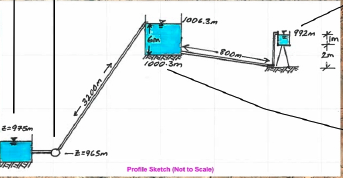 1006.3m
6m
1000.3m
800m
992m
1m
2m
3200m
Z=975m
Z=965m
Profile Sketch (Not to Scale)